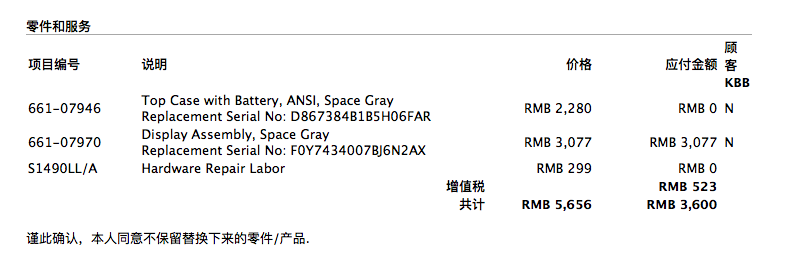 零件和服务
项目编号 说明 价格 应付金额 顾客KBB
661-07946 Top Case with Battery, ANSI, Space Gray RMB 2,280 RMB 0 N
Replacement Serial No: D867384B1B5H06FAR
661-07970 Display Assembly, Space Gray RMB 3,077 RMB 3,077 N
Replacement Serial No: F0Y7434007BJ6N2AX
S1490LL/A Hardware Repair Labor RMB 299 RMB 0
增值税 RMB 523
共计 RMB 5,656 RMB 3,600
谨此确认，本人同意不保留替换下来的零件/产品.